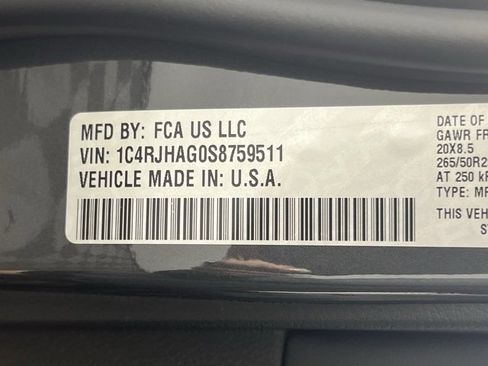 MFD BY: FCA US LLC
VIN: 1C4RJHAG0S8759511
VEHICLE MADE IN: U.S.A.
DATE OF
GAWR FR
20X8.5
265/50R2
AT 250 kP
TYPE: MP
THIS VEH